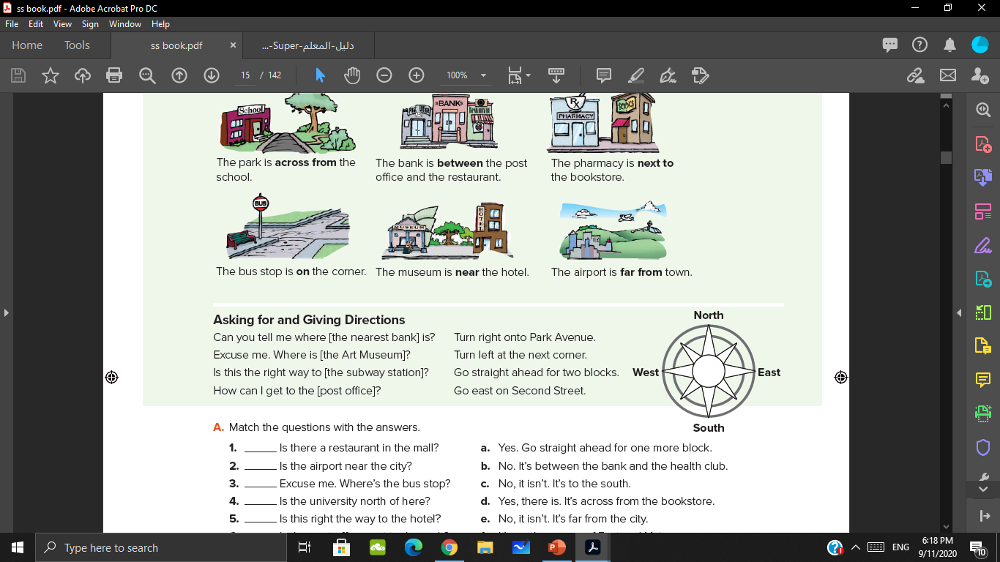 ss book.pdf - Adobe Acrobat Pro DC
File Edit View Sign Window Help
Home Tools ss book.pdf × ...-Super-دليل-المعلم
15 / 142 100%
School BANK Restaurant PHARMACY BOOKS
The park is across from the
school.
The bank is between the post
office and the restaurant.
The pharmacy is next to
the bookstore.
BUS MUSEUM HOTEL
The bus stop is on the corner.
The museum is near the hotel.
The airport is far from town.
Asking for and Giving Directions
Can you tell me where [the nearest bank] is?
Excuse me. Where is [the Art Museum]?
Is this the right way to [the subway station]?
How can I get to the [post office]?
Turn right onto Park Avenue.
Turn left at the next corner.
Go straight ahead for two blocks.
Go east on Second Street.
North
West
East
South
A. Match the questions with the answers.
1. _____ Is there a restaurant in the mall?
2. _____ Is the airport near the city?
3. _____ Excuse me. Where's the bus stop?
4. _____ Is the university north of here?
5. _____ Is this right the way to the hotel?
a. Yes. Go straight ahead for one more block.
b. No. It's between the bank and the health club.
c. No, it isn't. It's to the south.
d. Yes, there is. It's across from the bookstore.
e. No, it isn't. It's far from the city.
Type here to search
ENG
6:18 PM
9/11/2020
10